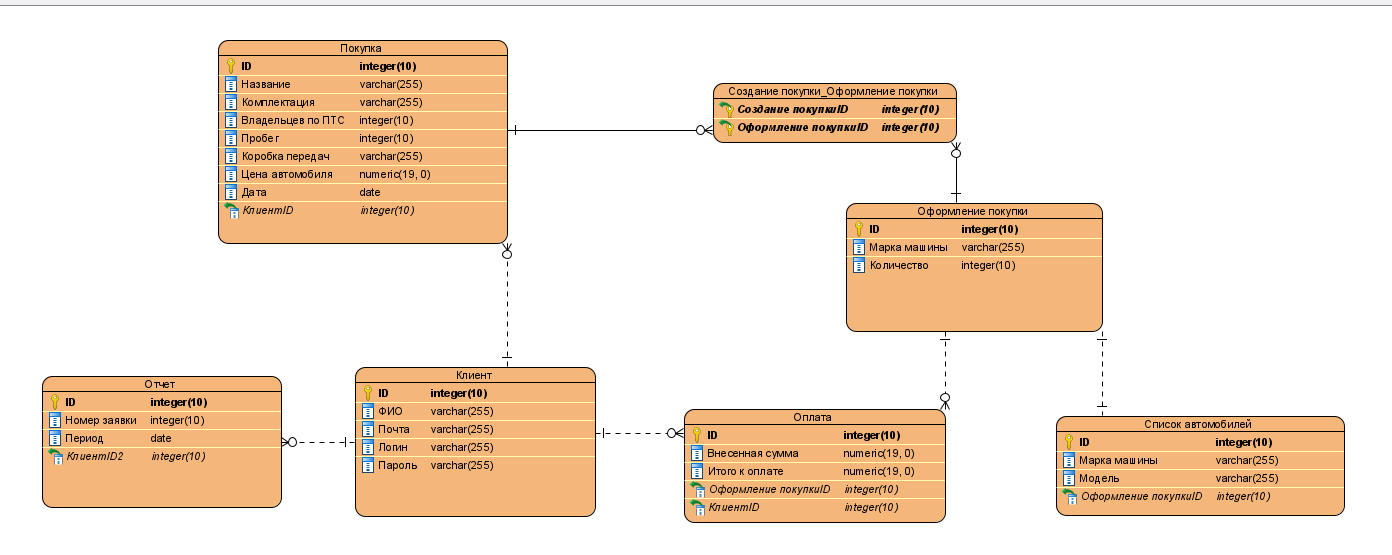 Покупка
ID integer(10)
Название varchar(255)
Комплектация varchar(255)
Владельцев по ПТС integer(10)
Пробег integer(10)
Коробка передач varchar(255)
Цена автомобиля numeric(19, 0)
Дата date
КлиентID integer(10)
Создание покупки_Оформление покупки
Создание покупкиID integer(10)
Оформление покупкиID integer(10)
Оформление покупки
ID integer(10)
Марка машины varchar(255)
Количество integer(10)
Отчет
ID integer(10)
Номер заявки integer(10)
Период date
КлиентID2 integer(10)
Клиент
ID integer(10)
ФИО varchar(255)
Почта varchar(255)
Логин varchar(255)
Пароль varchar(255)
Оплата
ID integer(10)
Внесенная сумма numeric(19, 0)
Итого к оплате numeric(19, 0)
Оформление покупкиID integer(10)
КлиентID integer(10)
Список автомобилей
ID integer(10)
Марка машины varchar(255)
Модель varchar(255)
Оформление покупкиID integer(10)